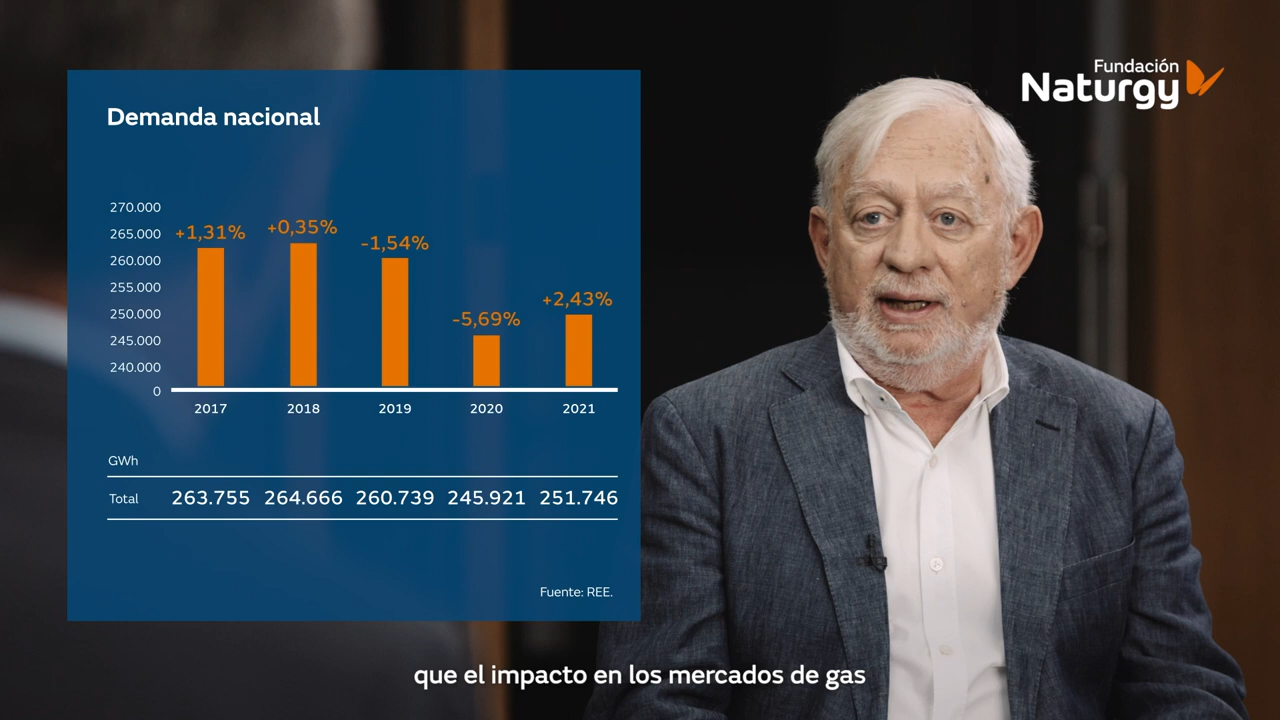 Fundación
Naturgy
Demanda nacional
270.000
265.000
260.000
255.000
250.000
245.000
240.000
0
+1,31%
+0,35%
-1,54%
-5,69%
+2,43%
2017 2018 2019 2020 2021
GWh
Total 263.755 264.666 260.739 245.921 251.746
Fuente: REE.
que el impacto en los mercados de gas